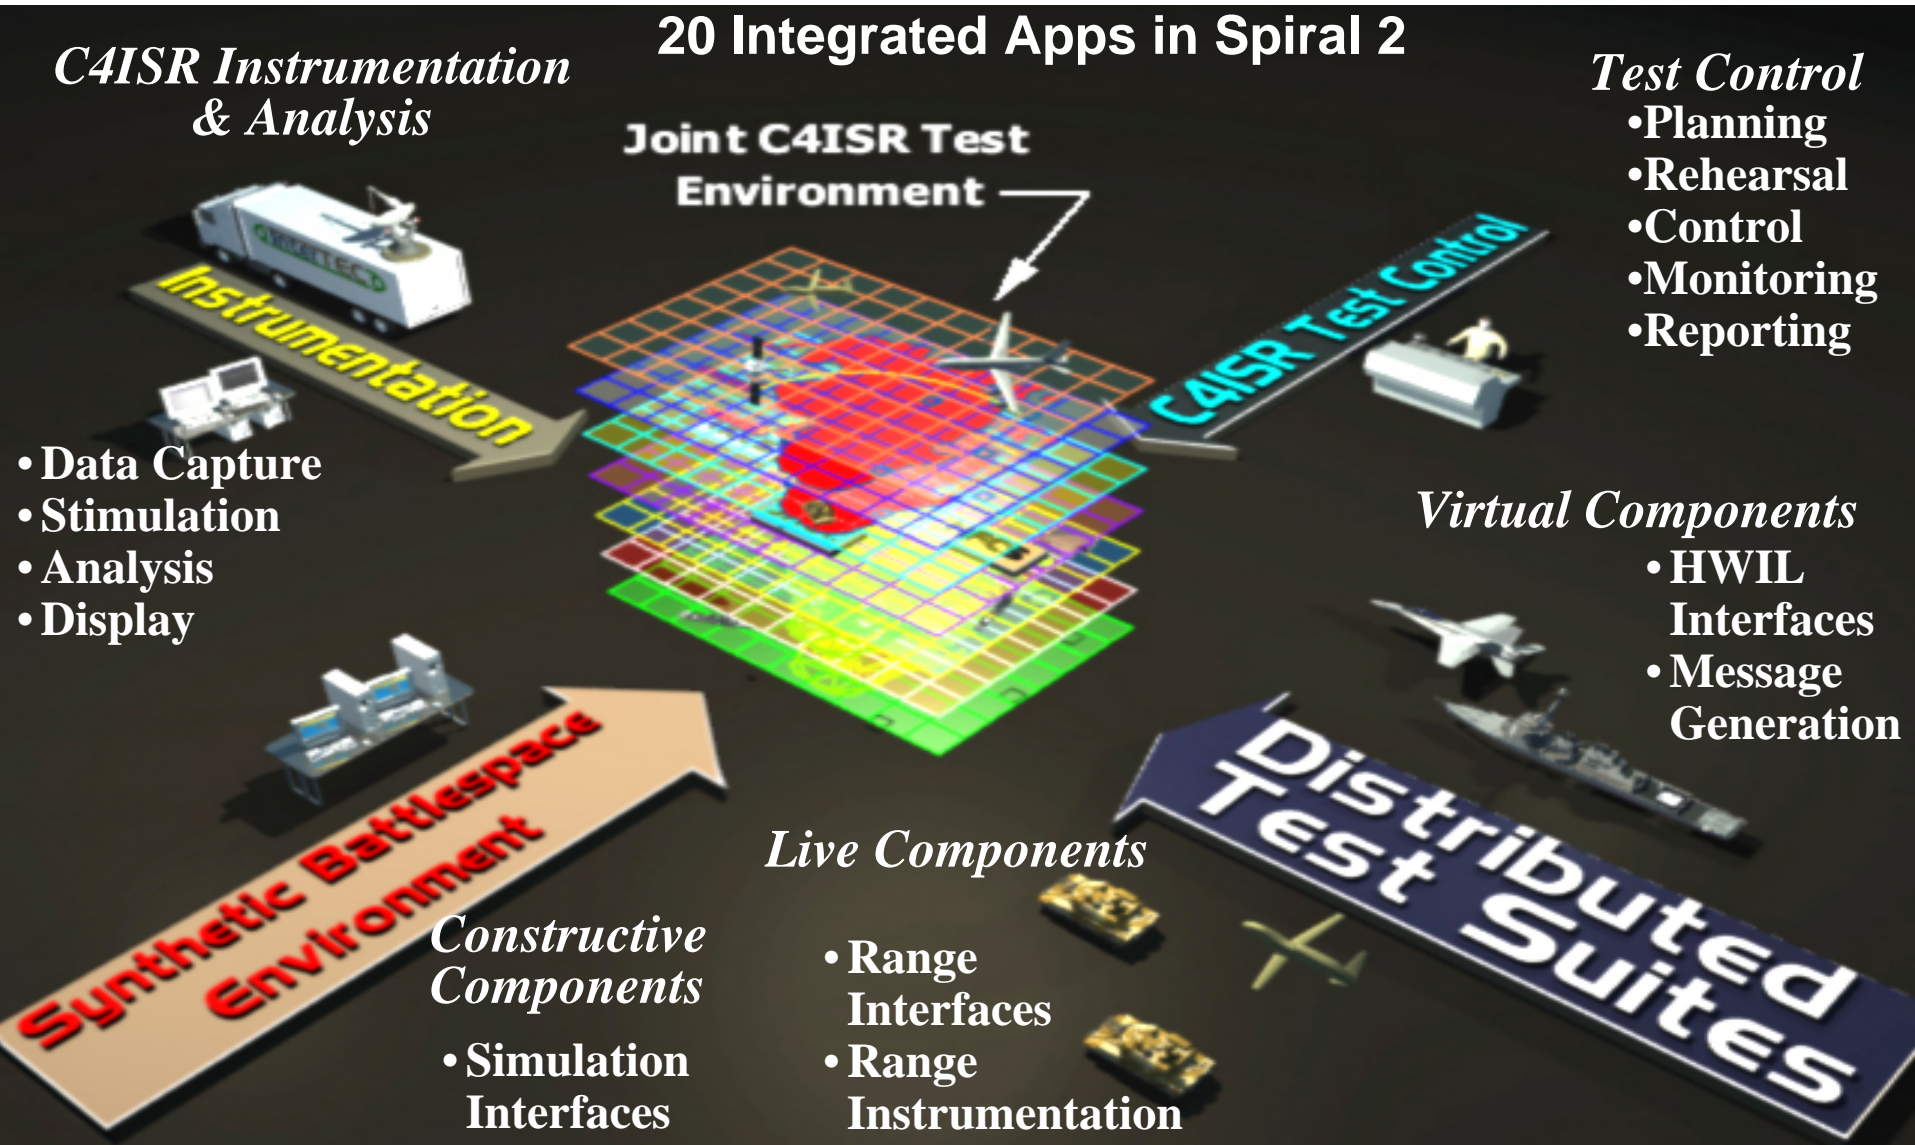 20 Integrated Apps in Spiral 2
C4ISR Instrumentation
& Analysis
Joint C4ISR Test
Environment
InterTEC
Instrumentation
• Data Capture
• Stimulation
• Analysis
• Display
C4ISR Test Control
Test Control
•Planning
•Rehearsal
•Control
•Monitoring
•Reporting
Virtual Components
• HWIL
Interfaces
• Message
Generation
Synthetic Battlespace
Environment
Constructive
Components
• Simulation
Interfaces
Live Components
• Range
Interfaces
• Range
Instrumentation
Distributed
Test Suites